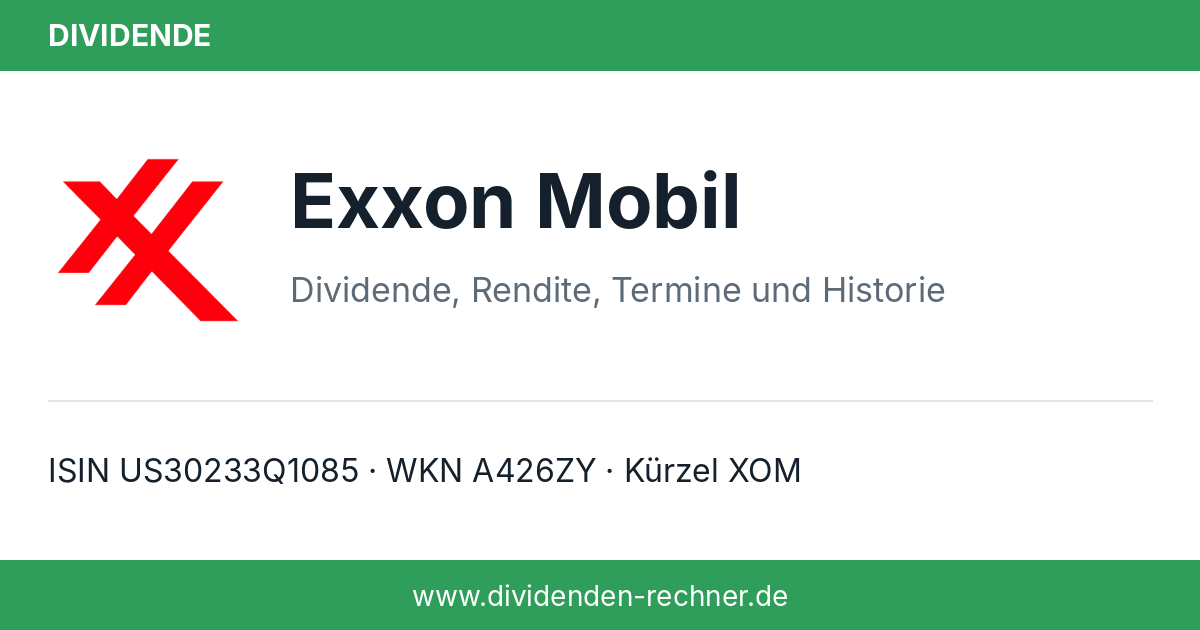 DIVIDENDE
Exxon Mobil
Dividende, Rendite, Termine und Historie
ISIN US30233Q1085 · WKN A426ZY · Kürzel XOM
www.dividenden-rechner.de